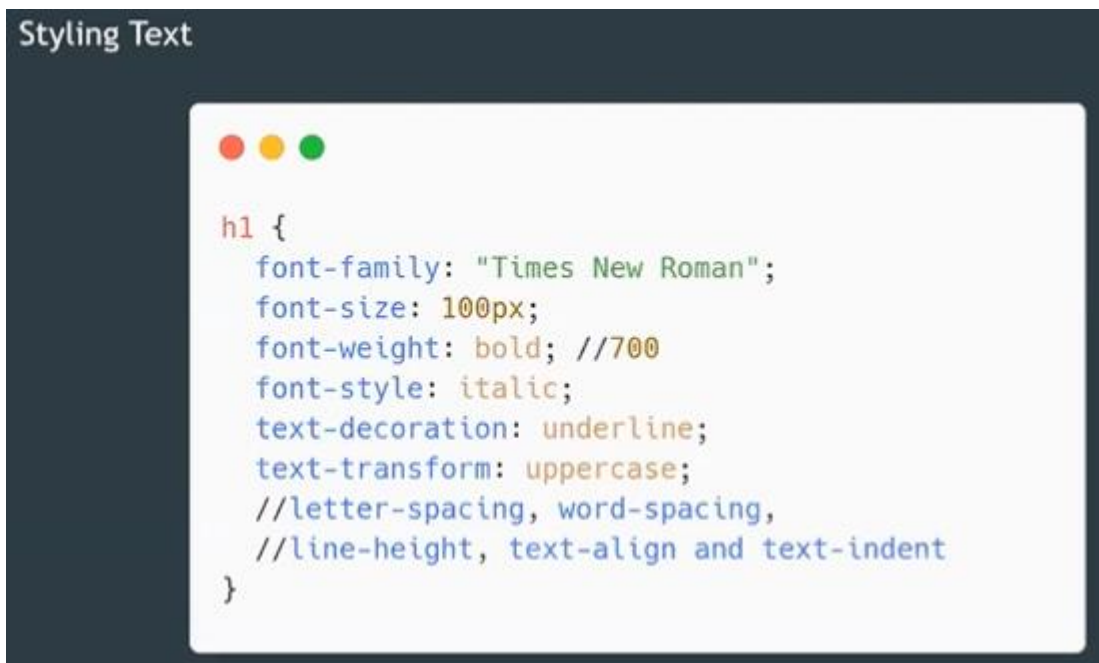 Styling Text
h1 {
  font-family: "Times New Roman";
  font-size: 100px;
  font-weight: bold; //700
  font-style: italic;
  text-decoration: underline;
  text-transform: uppercase;
  //letter-spacing, word-spacing,
  //line-height, text-align and text-indent
}